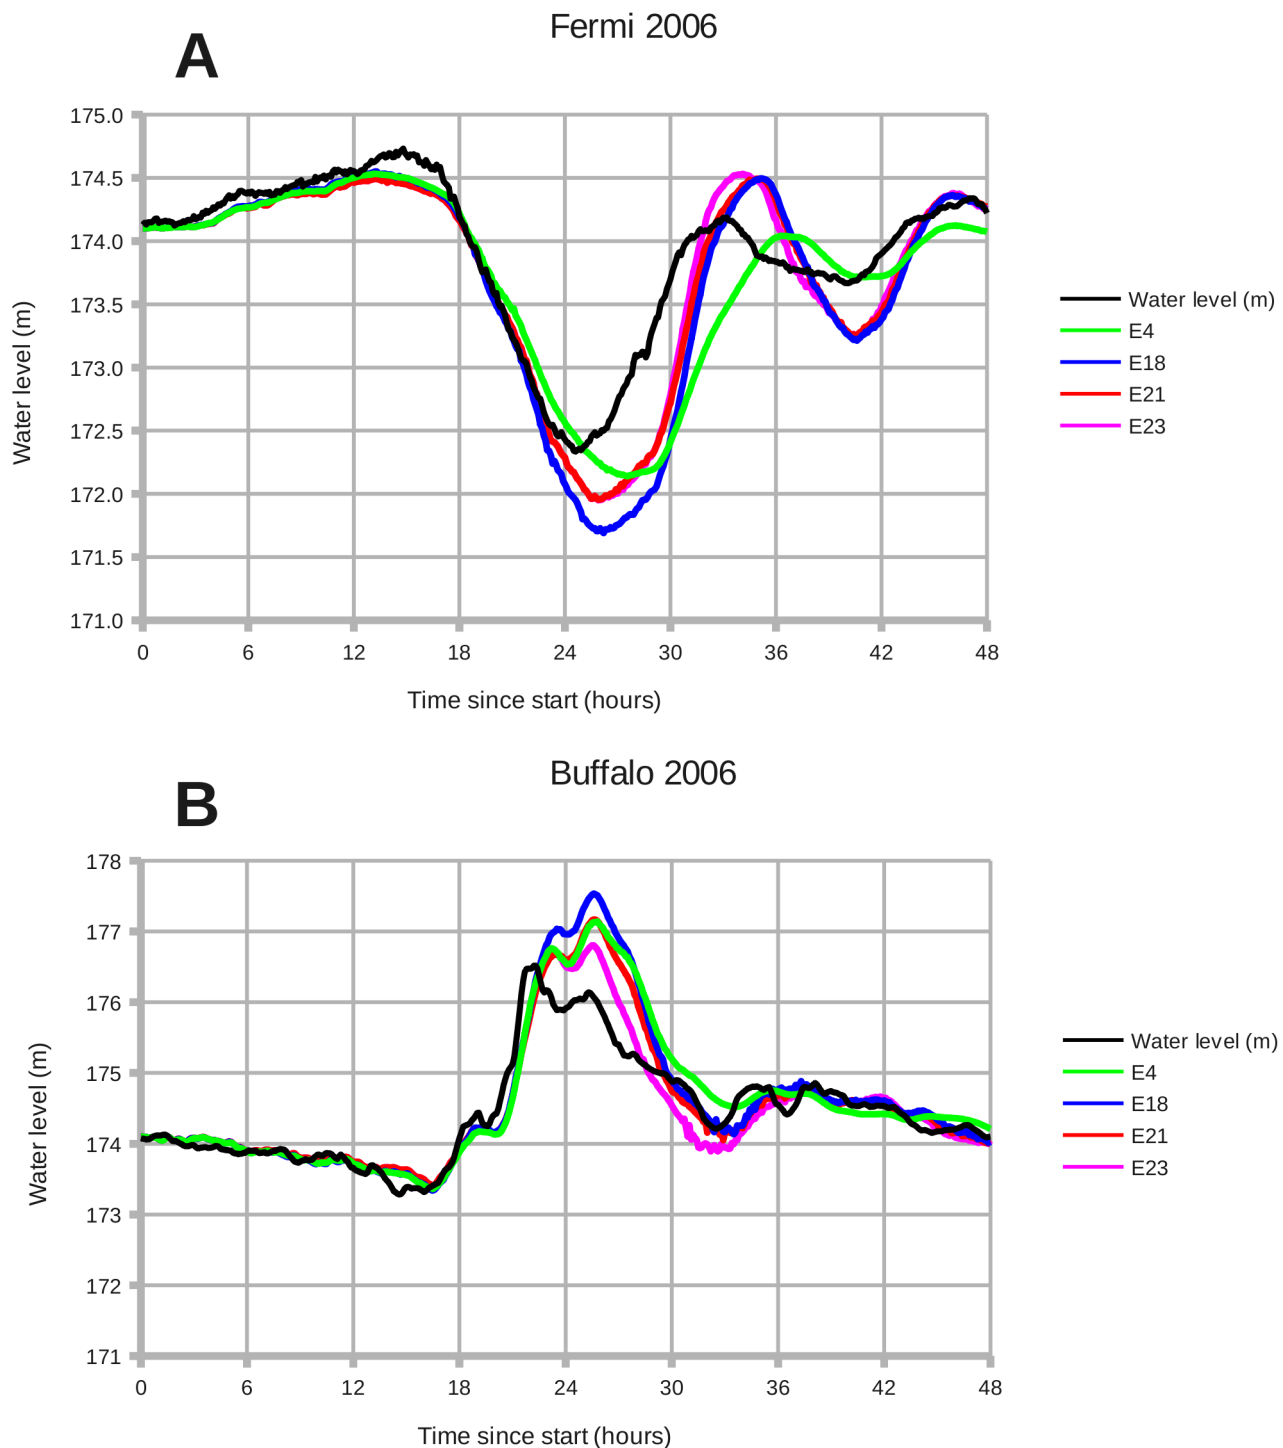 Fermi 2006
A
175.0
174.5
174.0
173.5
173.0
172.5
172.0
171.5
171.0
Water level (m)
0 6 12 18 24 30 36 42 48
Time since start (hours)
Water level (m)
E4
E18
E21
E23
Buffalo 2006
B
178
177
176
175
174
173
172
171
Water level (m)
0 6 12 18 24 30 36 42 48
Time since start (hours)
Water level (m)
E4
E18
E21
E23